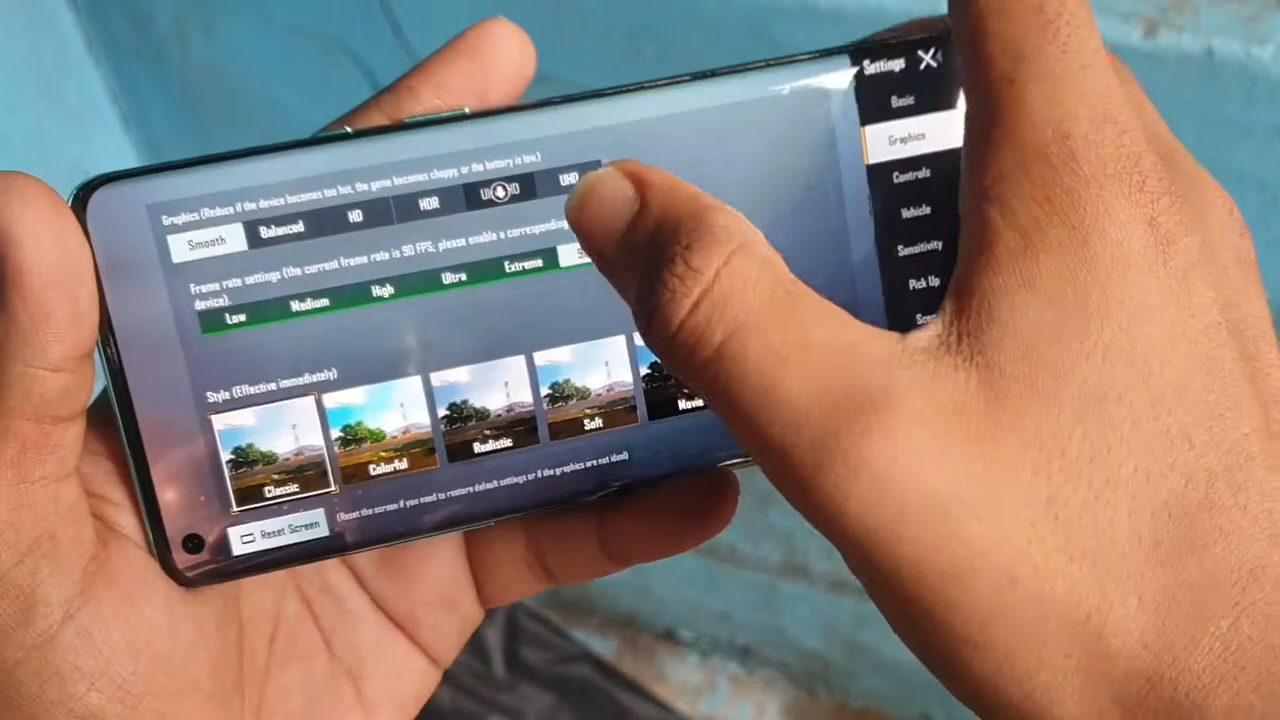 Settings
Basic
Graphics
Controls
Vehicle
Sensitivity
Pick Up
Graphics (Reduce if the device becomes too hot, the game becomes choppy, or the battery is low.)
Smooth Balanced HD HDR UHD
Frame rate settings (the current frame rate is 90 FPS; please enable a corresponding
device).
Low Medium High Ultra Extreme
Style (Effective immediately)
Classic Colorful Realistic Soft Movie
Reset Screen (Reset the screen if you need to restore default settings or if the graphics are not ideal)